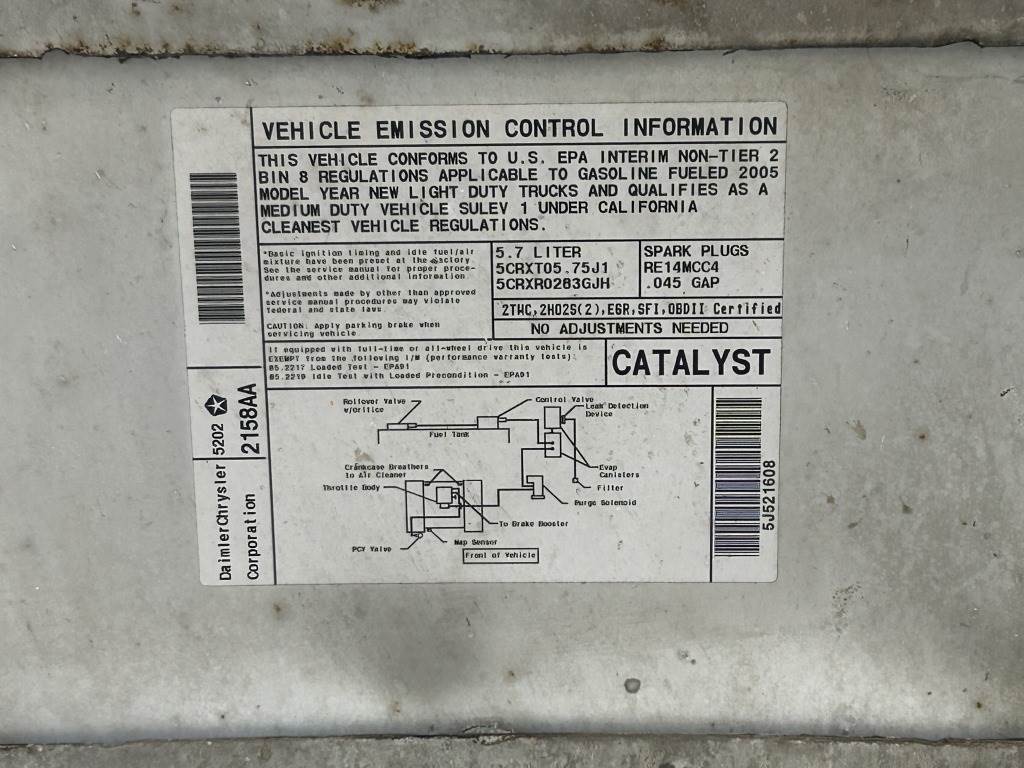 VEHICLE EMISSION CONTROL INFORMATION
THIS VEHICLE CONFORMS TO U.S. EPA INTERIM NON-TIER 2
BIN 8 REGULATIONS APPLICABLE TO GASOLINE FUELED 2005
MODEL YEAR NEW LIGHT DUTY TRUCKS AND QUALIFIES AS A
MEDIUM DUTY VEHICLE SULEV 1 UNDER CALIFORNIA
CLEANEST VEHICLE REGULATIONS.
*Basic ignition timing and idle fuel/air
mixture have been preset at the factory.
See the service manual for proper proce-
dures and other additional information.
*Adjustments made by other than approved
service manual procedures may violate
federal and state laws.
CAUTION: Apply parking brake when
servicing vehicle.
5.7 LITER
5CRXT05.75J1
5CRXR0283GJH
SPARK PLUGS
RE14MCC4
.045 GAP
2TWC,2HO2S(2),EGR,SFI,OBDII Certified
NO ADJUSTMENTS NEEDED
If equipped with full-time or all-wheel drive this vehicle is
EXEMPT from the following I/M (performance warranty tests):
85.2217 Loaded Test - EPA91
85.2219 Idle Test with Loaded Precondition - EPA91
CATALYST
Rollover Valve
w/Orifice
Control Valve
Leak Detection
Device
Fuel Tank
Crankcase Breathers
to Air Cleaner
Evap
Canisters
Throttle Body
Filter
Purge Solenoid
To Brake Booster
Map Sensor
PCV Valve
Front of Vehicle
5202
2158AA
DaimlerChrysler
Corporation
5J521608